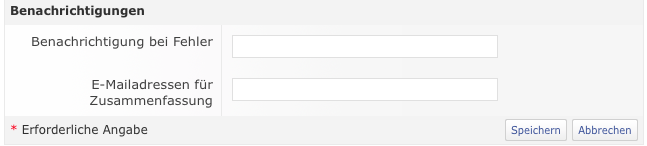 Benachrichtigungen
Benachrichtigung bei Fehler
E-Mailadressen für
Zusammenfassung
* Erforderliche Angabe
Speichern
Abbrechen